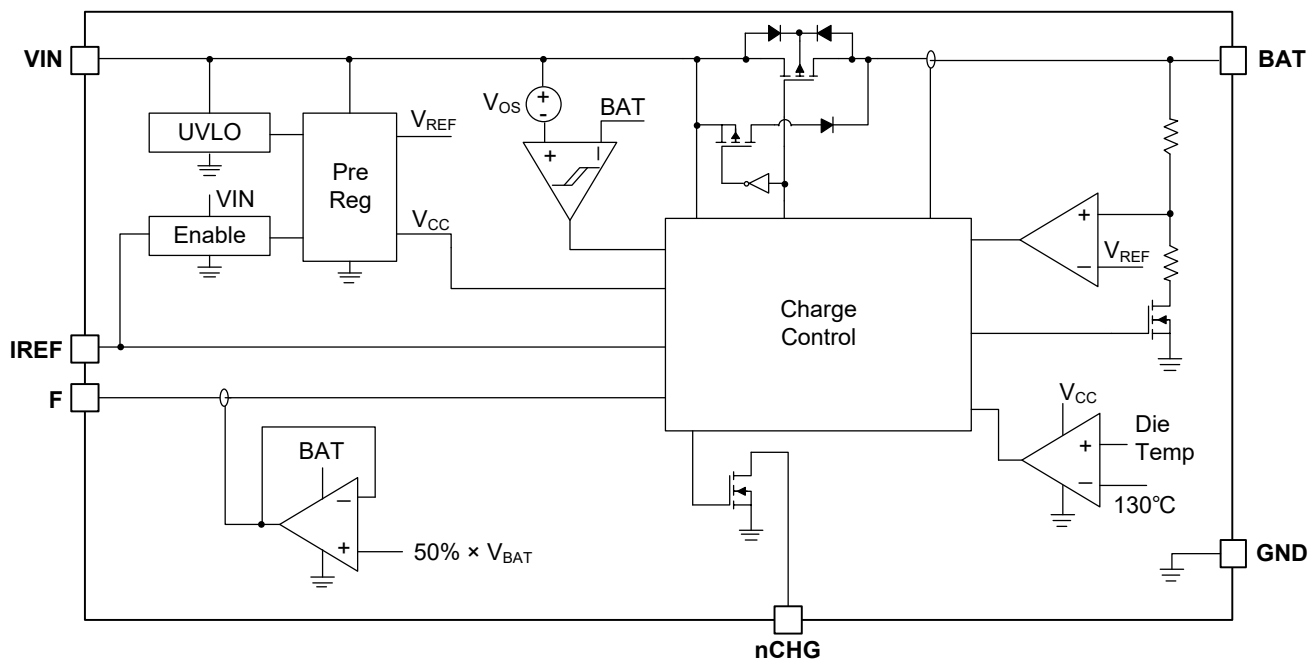 VIN
BAT
V_OS
+
-
BAT
UVLO
V_REF
+
−
Pre
Reg
VIN
V_CC
Enable
+
V_REF
−
Charge
Control
IREF
F
V_CC
Die
Temp
+
−
130℃
BAT
−
+
50% × V_BAT
GND
nCHG